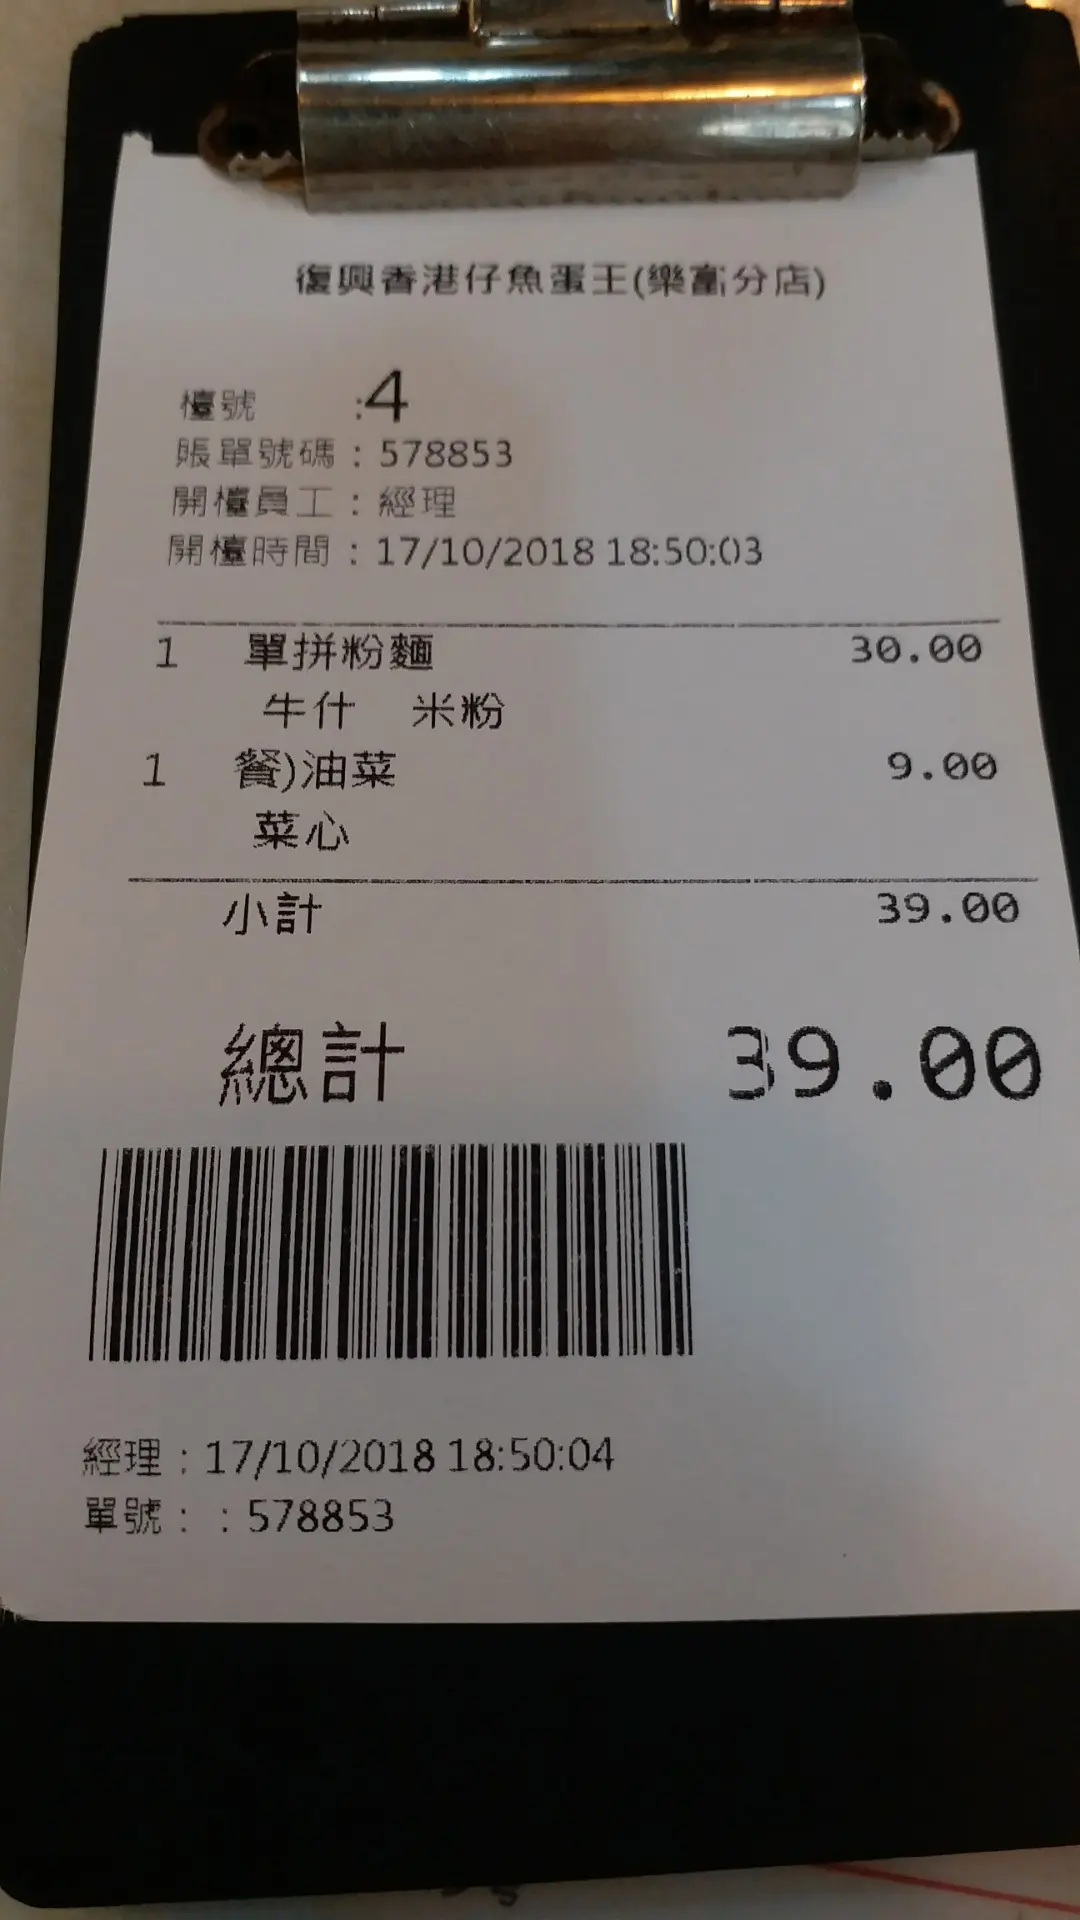 復興香港仔魚蛋王(樂富分店)
檯號 :4
賬單號碼：578853
開檯員工：經理
開檯時間：17/10/2018 18:50:03
1 單拼粉麵 30.00
牛什 米粉
1 餐)油菜 9.00
菜心
小計 39.00
總計 39.00
經理：17/10/2018 18:50:04
單號：：578853